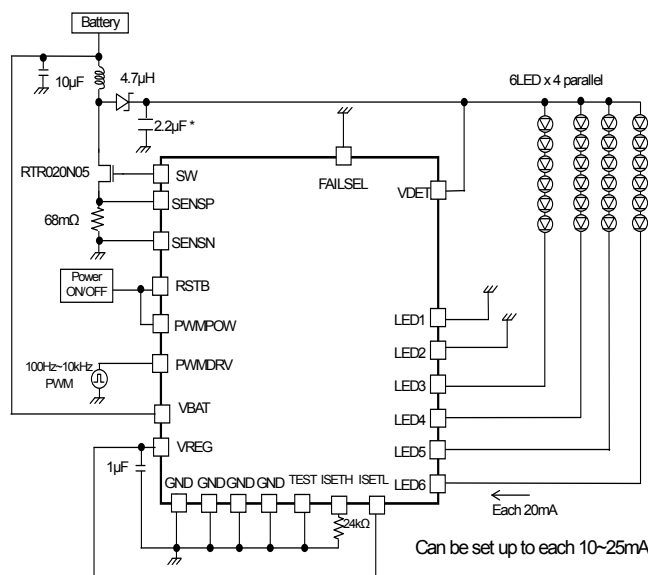 Battery
10μF
4.7μH
2.2μF *
6LED x 4 parallel
RTR020N05
68mΩ
SW
SENSP
SENSN
FAILSEL
VDET
Power
ON/OFF
RSTB
PWMPOW
100Hz~10kHz
PWM
PWMDRV
VBAT
VREG
1μF
LED1
LED2
LED3
LED4
LED5
LED6
GND GND GND GND TEST ISETH ISETL
24kΩ
Each 20mA
Can be set up to each 10~25mA